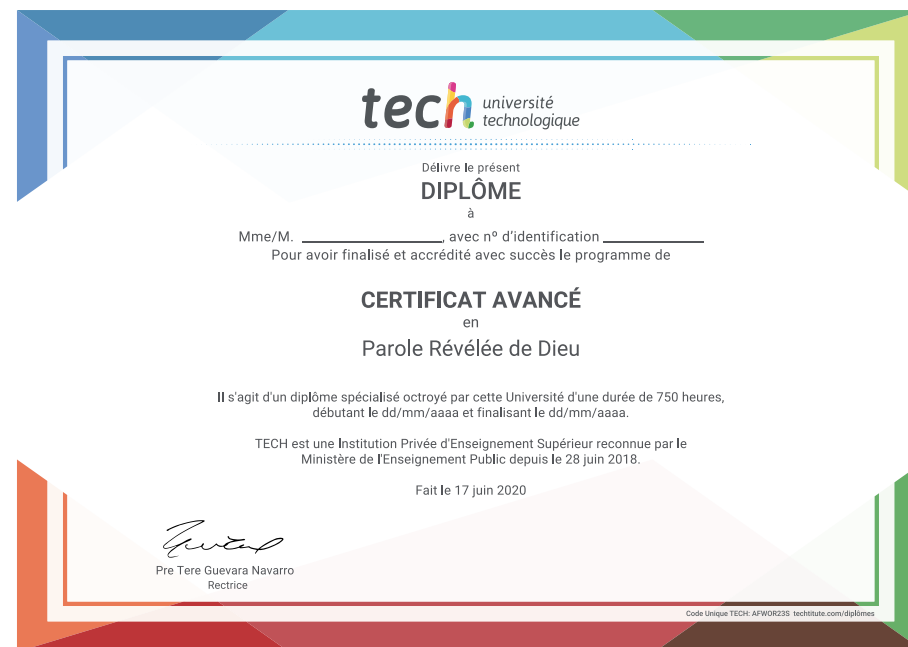 tech université
technologique
Délivre le présent
DIPLÔME
à
Mme/M. ____________________, avec nº d'identification ______________
Pour avoir finalisé et accrédité avec succès le programme de
CERTIFICAT AVANCÉ
en
Parole Révélée de Dieu
Il s'agit d'un diplôme spécialisé octroyé par cette Université d'une durée de 750 heures,
débutant le dd/mm/aaaa et finalisant le dd/mm/aaaa.
TECH est une Institution Privée d'Enseignement Supérieur reconnue par le
Ministère de l'Enseignement Public depuis le 28 juin 2018.
Fait le 17 juin 2020
Pre Tere Guevara Navarro
Rectrice
Code Unique TECH: AFWOR23S techtitute.com/diplômes